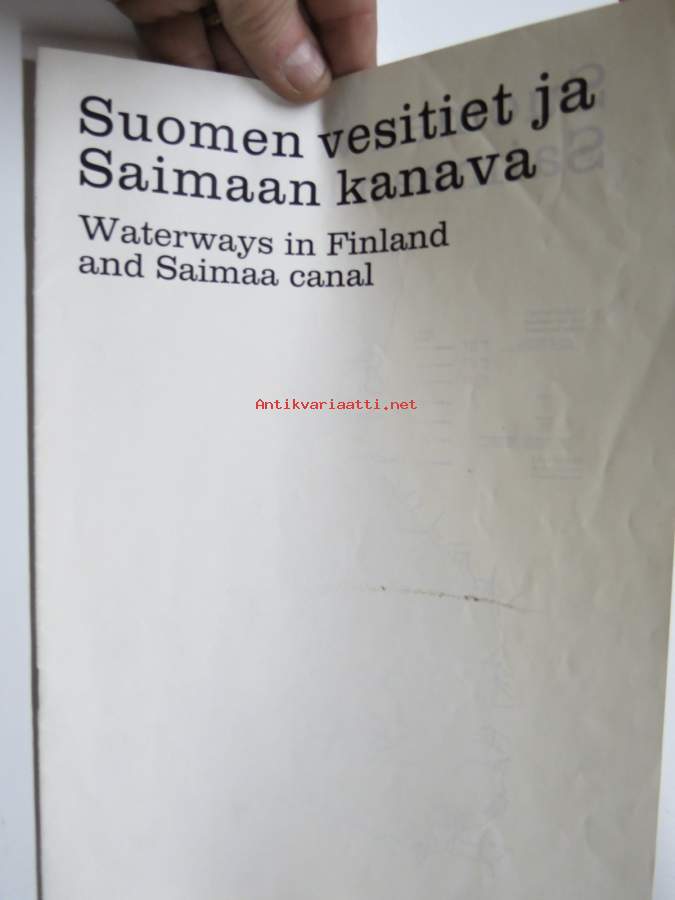 Suomen vesitiet ja
Saimaan kanava
Waterways in Finland
and Saimaa canal
Antikvariaatti.net